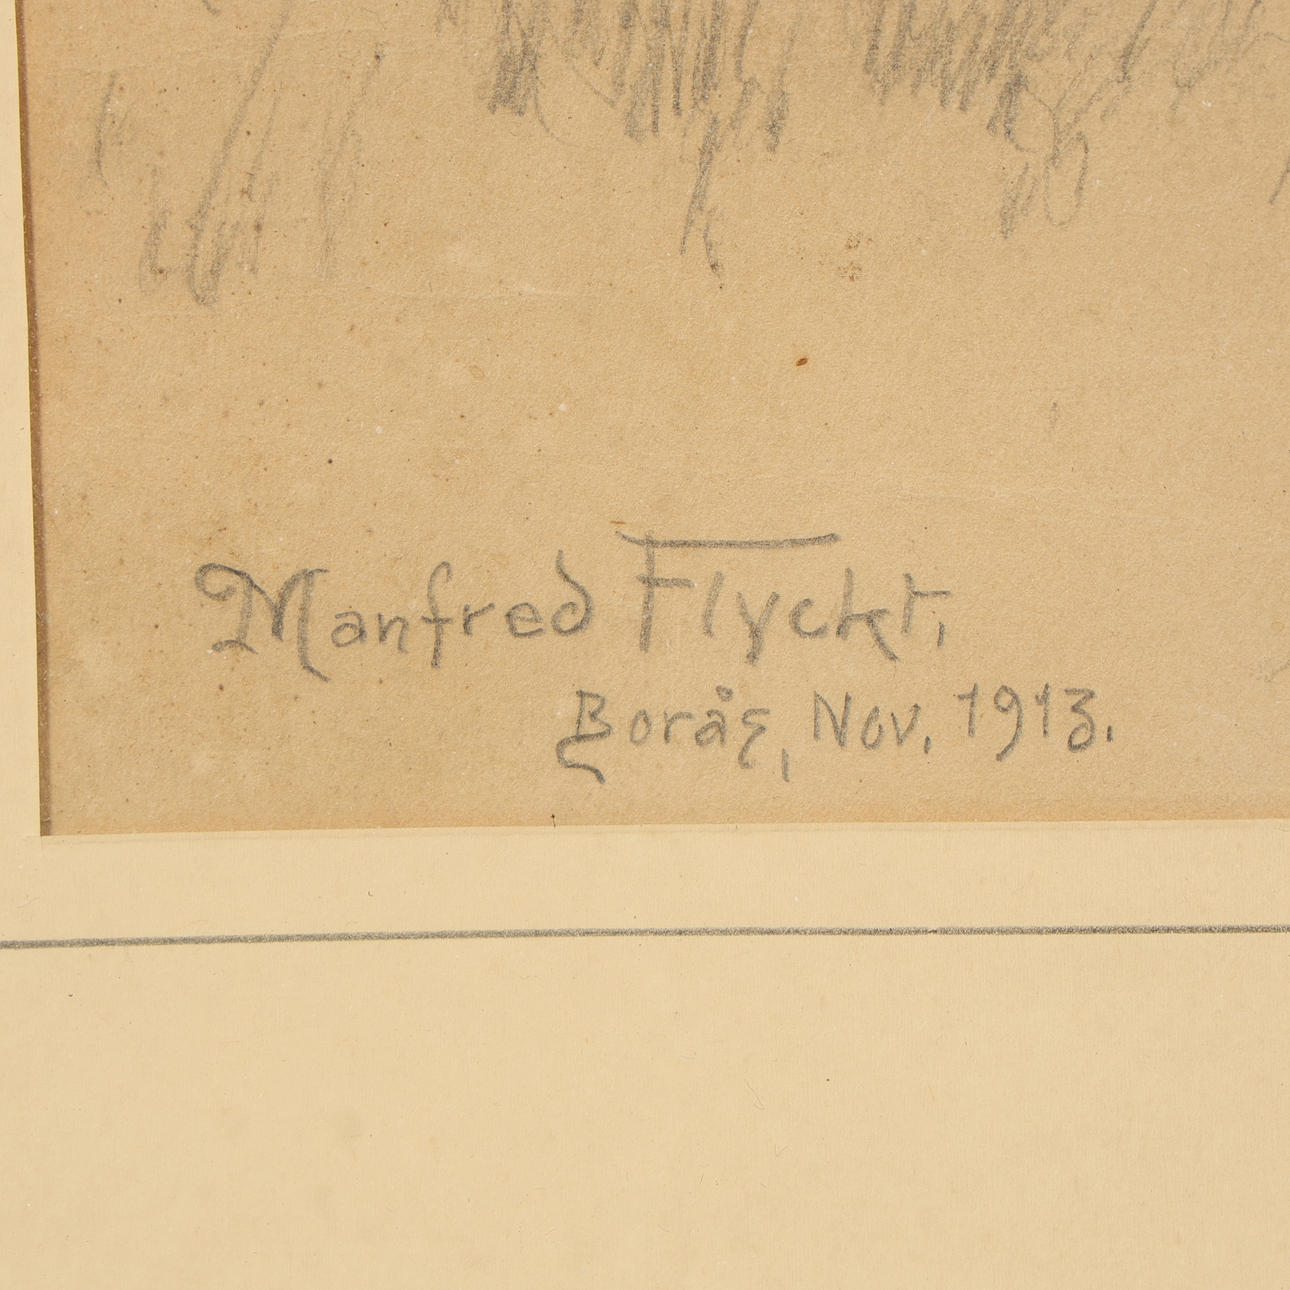 Manfred Flyckt,
Borås, Nov. 1913.